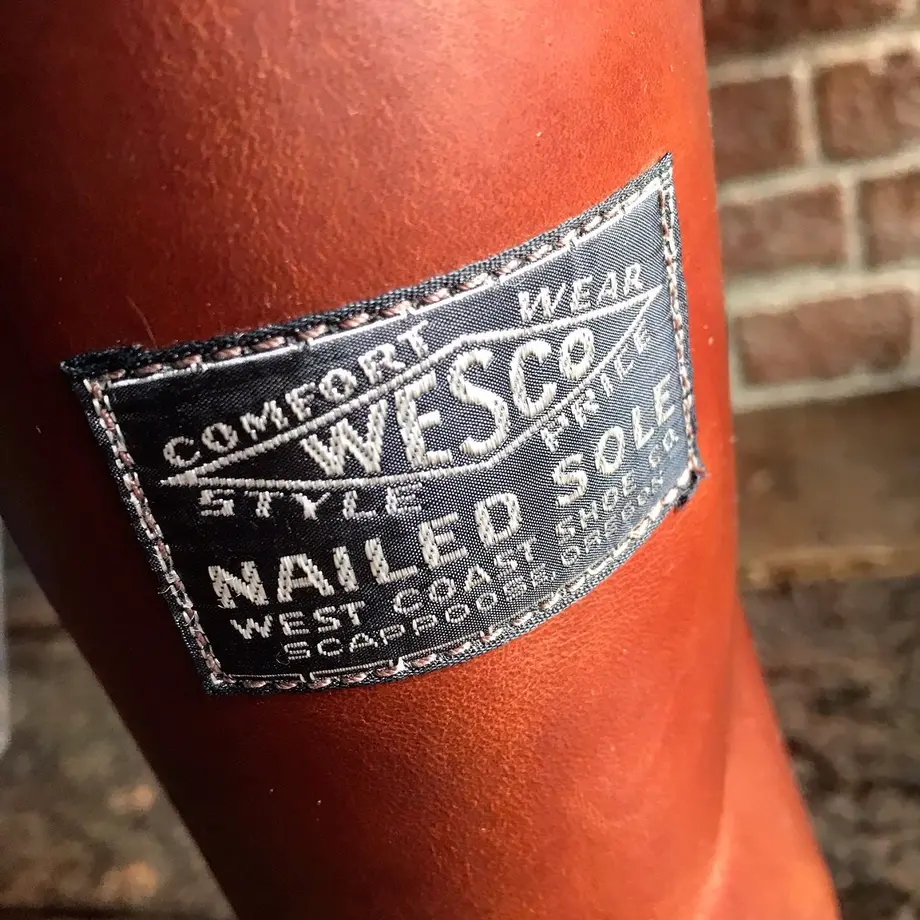 COMFORT WEAR
WESCO
STYLE PRICE
NAILED SOLE
WEST COAST SHOE CO.
SCAPPOOSE, OREGON